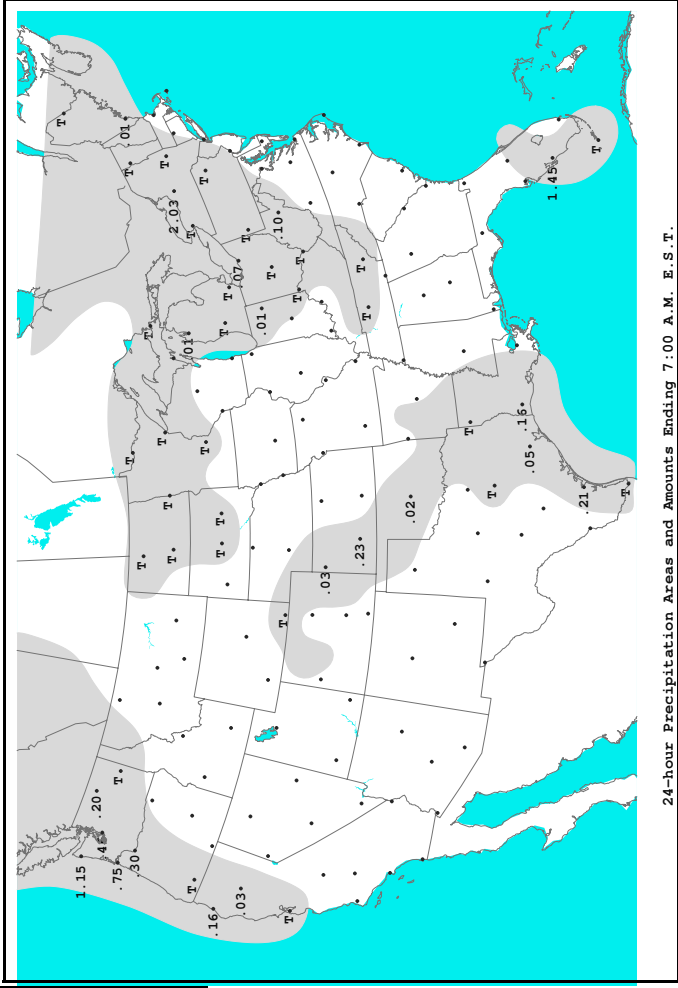 T
1.15
.20
.75
T
.01
T
T
.30
T
T
T
T
T
T
2.03
.01
T
T
T
T
.16
T
T
T
T
.07
.03
T
.01
T
.10
T
T
T
T
.03
.23
T
T
.02
T
T
.16
.05
1.45
.21
T
T
24-hour Precipitation Areas and Amounts Ending 7:00 A.M. E.S.T.